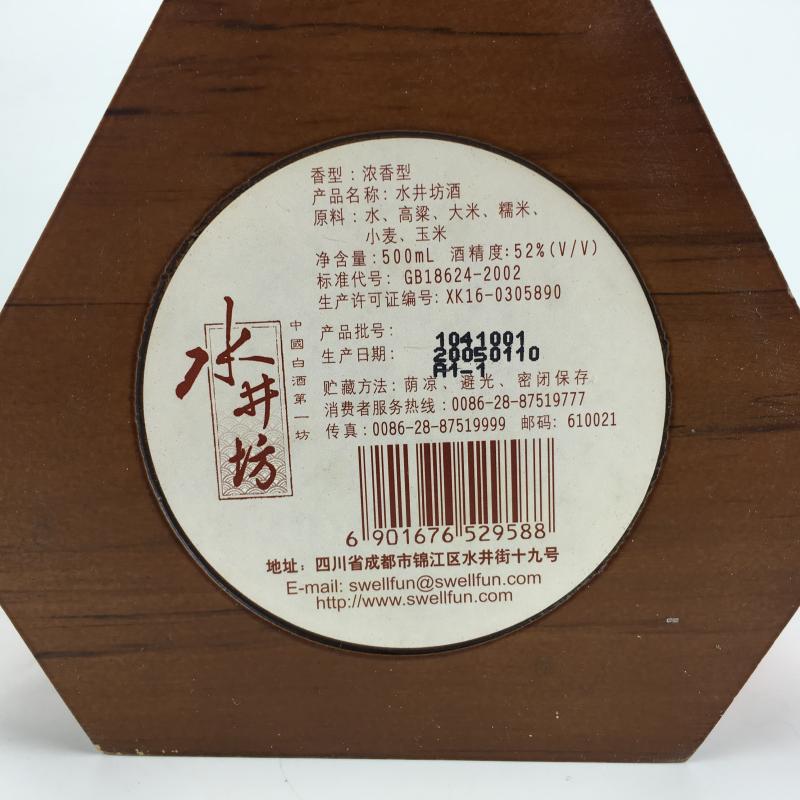 香型：浓香型
产品名称：水井坊酒
原料：水、高粱、大米、糯米、
小麦、玉米
净含量：500mL 酒精度：52%(V/V)
标准代号：GB18624-2002
生产许可证编号：XK16-0305890
产品批号：1041001
生产日期：20050110
A1-1
贮藏方法：荫凉、避光、密闭保存
消费者服务热线：0086-28-87519777
传真：0086-28-87519999 邮码：610021
水井坊
中國白酒第一坊
6 901676 529588
地址：四川省成都市锦江区水井街十九号
E-mail: swellfun@swellfun.com
http://www.swellfun.com